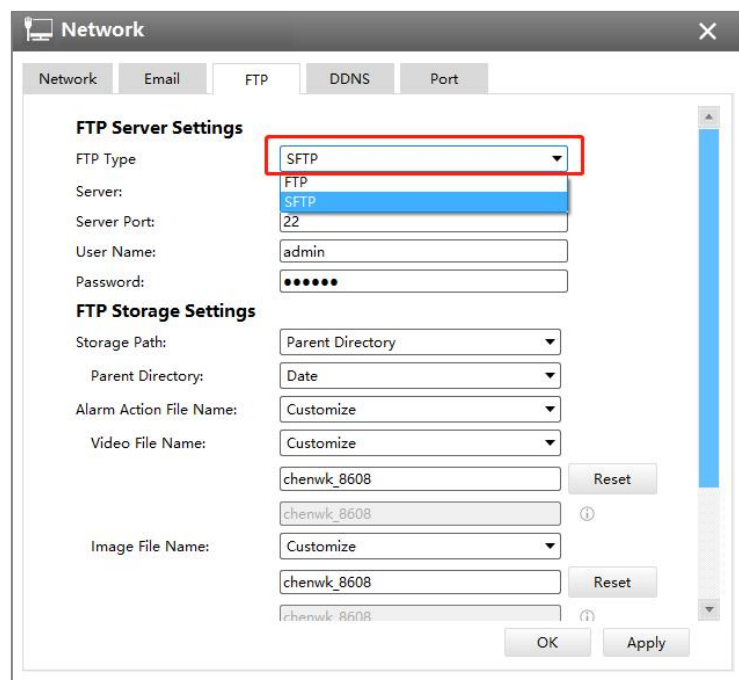 Network
Network Email FTP DDNS Port
FTP Server Settings
FTP Type SFTP
FTP
Server:
SFTP
Server Port: 22
User Name: admin
Password: ●●●●●●
FTP Storage Settings
Storage Path: Parent Directory
Parent Directory: Date
Alarm Action File Name: Customize
Video File Name: Customize
chenwk_8608 Reset
chenwk_8608
Image File Name: Customize
chenwk_8608 Reset
chenwk_8608
OK Apply